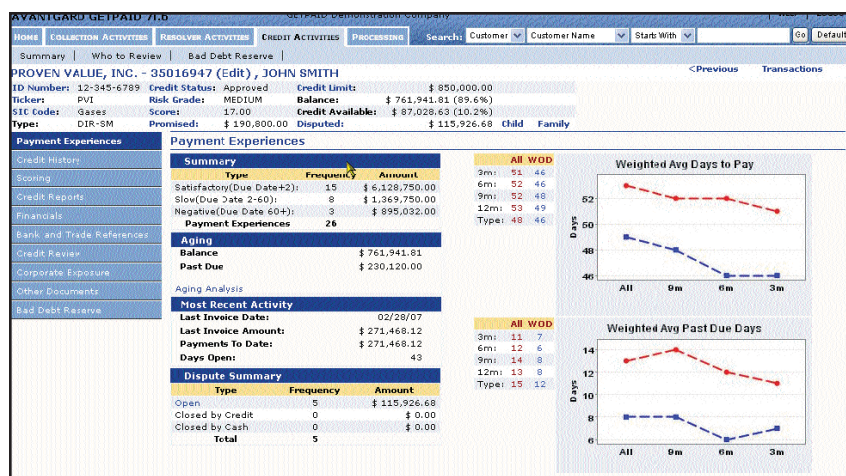 AVANTGARD GETPAID 7.6 GETPAID Demonstration Company
HOME COLLECTION ACTIVITIES RESOLVER ACTIVITIES CREDIT ACTIVITIES PROCESSING Search: Customer Customer Name Starts With Go Default
Summary | Who to Review | Bad Debt Reserve |
PROVEN VALUE, INC. - 35016947 (Edit) , JOHN SMITH <Previous Transactions
ID Number: 12-345-6789 Credit Status: Approved Credit Limit: $ 850,000.00
Ticker: PVI Risk Grade: MEDIUM Balance: $ 761,941.81 (89.6%)
SIC Code: Gases Score: 17.00 Credit Available: $ 87,028.63 (10.2%)
Type: DIR-SM Promised: $ 190,800.00 Disputed: $ 115,926.68 Child Family
Payment Experiences
Credit History
Scoring
Credit Reports
Financials
Bank and Trade References
Credit Review
Corporate Exposure
Other Documents
Bad Debt Reserve
Payment Experiences
Summary
Type Frequency Amount
Satisfactory(Due Date+2): 15 $ 6,128,750.00
Slow(Due Date 2-60): 8 $ 1,369,750.00
Negative(Due Date 60+): 3 $ 895,032.00
Payment Experiences 26
Aging
Balance $ 761,941.81
Past Due $ 230,120.00
Aging Analysis
Most Recent Activity
Last Invoice Date: 02/28/07
Last Invoice Amount: $ 271,468.12
Payments To Date: $ 271,468.12
Days Open: 43
Dispute Summary
Type Frequency Amount
Open 5 $ 115,926.68
Closed by Credit 0 $ 0.00
Closed by Cash 0 $ 0.00
Total 5
All WOD
3m: 51 46
6m: 52 46
9m: 52 48
12m: 53 49
Type: 48 46
Weighted Avg Days to Pay
Days
52
50
48
46
All 9m 6m 3m
All WOD
3m: 11 7
6m: 12 6
9m: 14 8
12m: 13 8
Type: 15 12
Weighted Avg Past Due Days
Days
14
12
10
8
6
All 9m 6m 3m